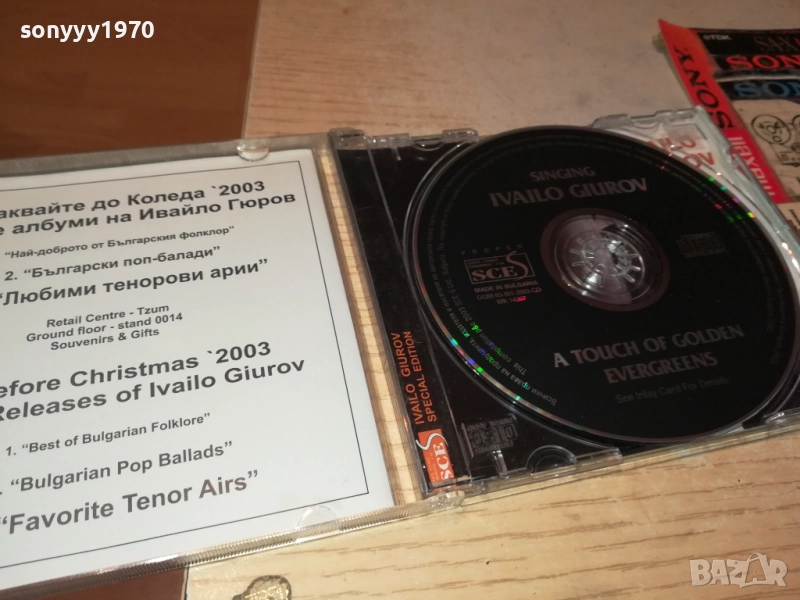 sonyyy1970
аквайте до Коледа `2003
е албуми на Ивайло Гюров
“Най-доброто от Българския фолклор”
2. “Български поп-балади”
“Любими тенорови арии”
Retail Centre - Tzum
Ground floor - stand 0014
Souvenirs & Gifts
efore Christmas `2003
Releases of Ivailo Giurov
1. “Best of Bulgarian Folklore”
. “Bulgarian Pop Ballads”
“Favorite Tenor Airs”
IVAILO GIUROV
SPECIAL EDITION
SCE
SINGING
IVAILO GIUROV
SCE
MADE IN BULGARIA
A TOUCH OF GOLDEN
EVERGREENS
See Inlay Card For Details
TDK
SONY
maxell
BAZAR